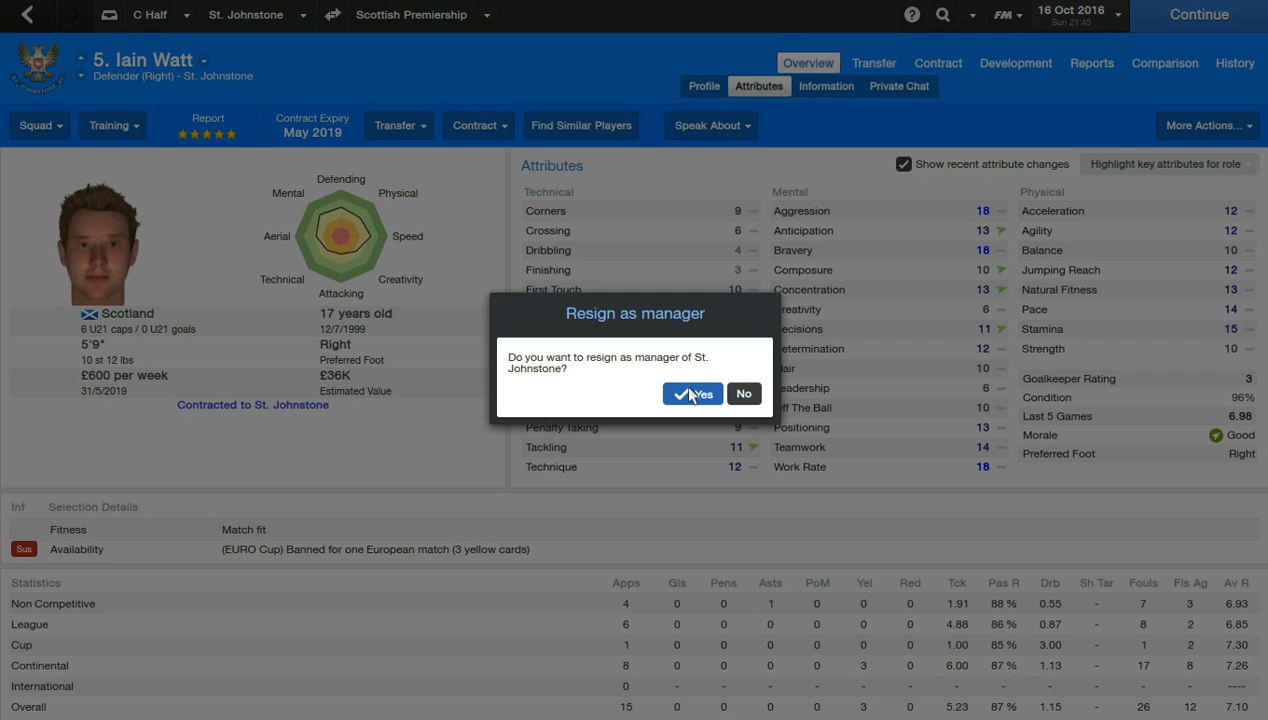 C Half
St. Johnstone
Scottish Premiership
FM
16 Oct 2016
Sun 21:45
Continue
5. Iain Watt
Defender (Right) - St. Johnstone
Overview Transfer Contract Development Reports Comparison History
Profile Attributes Information Private Chat
Squad
Training
Report
Contract Expiry
May 2019
Transfer
Contract
Find Similar Players
Speak About
More Actions...
Defending
Mental
Physical
Aerial
Speed
Technical
Creativity
Attacking
Scotland
6 U21 caps / 0 U21 goals
17 years old
12/7/1999
5'9"
10 st 12 lbs
Right
Preferred Foot
£600 per week
31/5/2019
£36K
Estimated Value
Contracted to St. Johnstone
Attributes
Show recent attribute changes
Highlight key attributes for role
Technical
Corners 9
Crossing 6
Dribbling 4
Finishing 3
First Touch 10
Penalty Taking 9
Tackling 11
Technique 12
Mental
Aggression 18
Anticipation 13
Bravery 18
Composure 10
Concentration 13
reativity 6
ecisions 11
etermination 12
lair 10
eadership 6
ff The Ball 10
Positioning 13
Teamwork 14
Work Rate 18
Physical
Acceleration 12
Agility 12
Balance 10
Jumping Reach 12
Natural Fitness 13
Pace 14
Stamina 15
Strength 10
Goalkeeper Rating 3
Condition 96%
Last 5 Games 6.98
Morale Good
Preferred Foot Right
Resign as manager
Do you want to resign as manager of St.
Johnstone?
Yes
No
Inf Selection Details
Fitness Match fit
Sus Availability (EURO Cup) Banned for one European match (3 yellow cards)
Statistics Apps Gls Pens Asts PoM Yel Red Tck Pas R Drb Sh Tar Fouls Fls Ag Av R
Non Competitive 4 0 0 1 0 0 0 1.91 88 % 0.55 - 7 3 6.93
League 6 0 0 0 0 0 0 4.88 86 % 0.87 - 8 2 6.85
Cup 1 0 0 0 0 0 0 1.00 85 % 3.00 - 1 2 7.30
Continental 8 0 0 0 0 3 0 6.00 87 % 1.13 - 17 8 7.26
International 0 - - - - - - - - - - - - ----
Overall 15 0 0 0 0 3 0 5.23 87 % 1.15 - 26 12 7.10